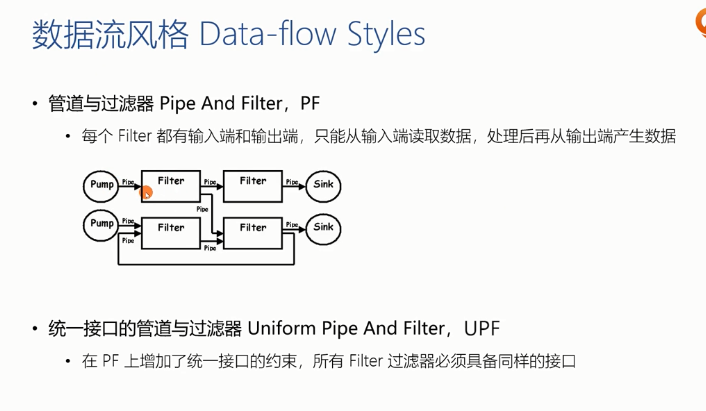 数据流风格 Data-flow Styles
• 管道与过滤器 Pipe And Filter，PF
• 每个 Filter 都有输入端和输出端，只能从输入端读取数据，处理后再从输出端产生数据
Pump Pipe Filter Pipe Filter Pipe Sink
Pipe
Pump Pipe Filter Filter Pipe Sink
Pipe Pipe
• 统一接口的管道与过滤器 Uniform Pipe And Filter，UPF
• 在 PF 上增加了统一接口的约束，所有 Filter 过滤器必须具备同样的接口